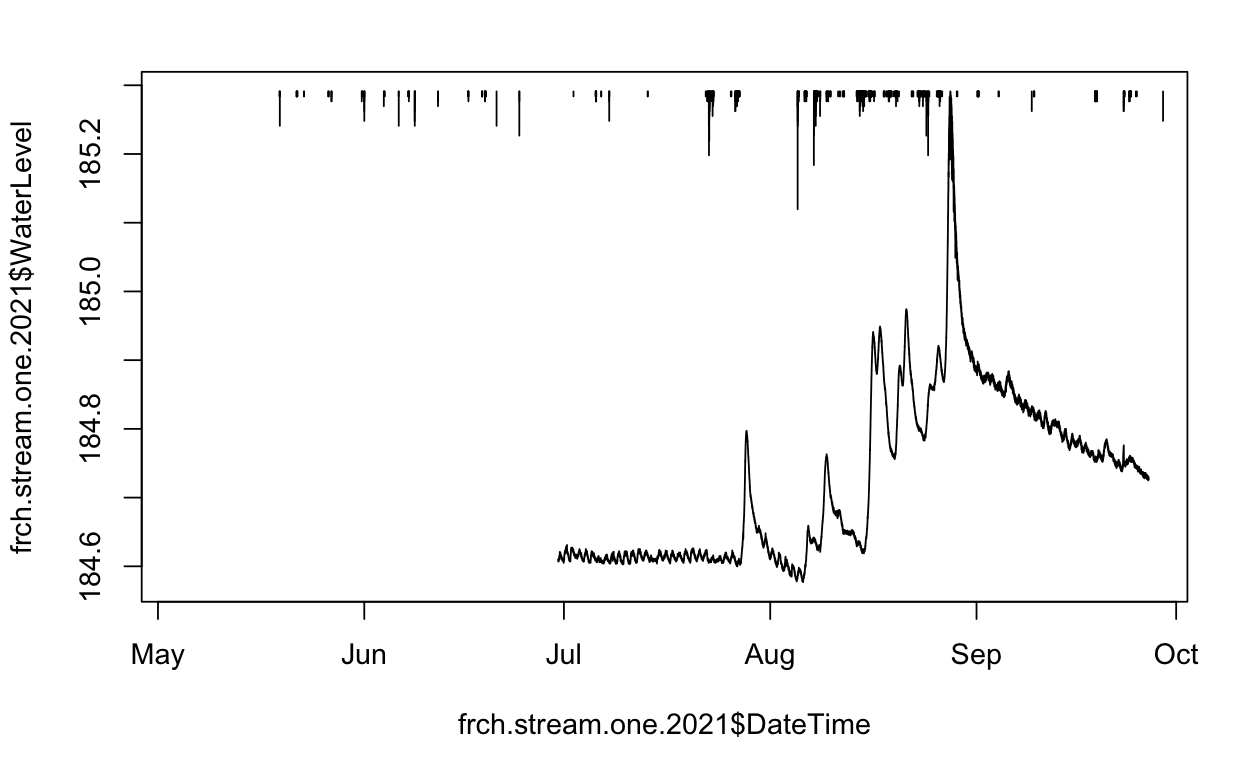 frch.stream.one.2021$WaterLevel
185.2
185.0
184.8
184.6
May Jun Jul Aug Sep Oct
frch.stream.one.2021$DateTime